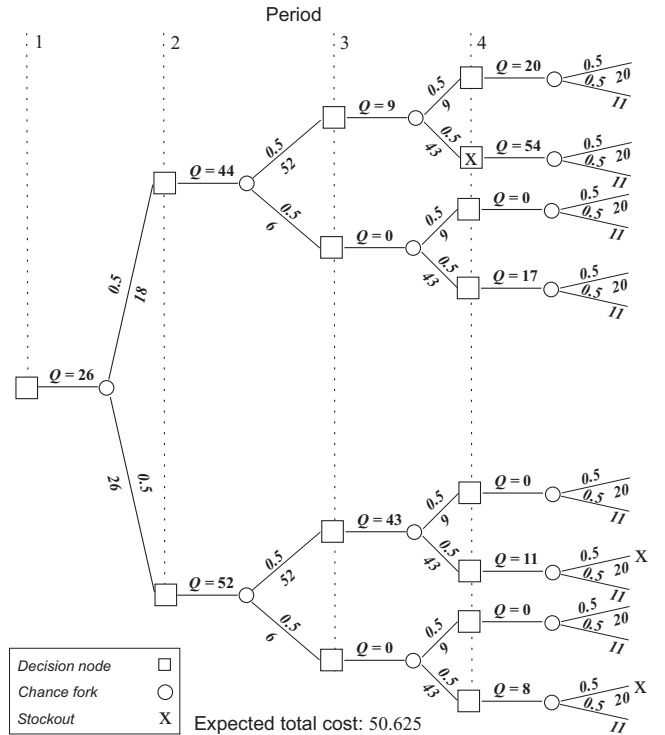 Period
1
2
3
4
Q = 20
0.5
0.5
20
11
0.5
9
Q = 9
0.5
43
X
Q = 54
0.5
0.5
20
11
0.5
52
Q = 44
0.5
6
Q = 0
0.5
9
Q = 0
0.5
0.5
20
11
0.5
43
Q = 17
0.5
0.5
20
11
0.5
18
Q = 26
0.5
26
Q = 52
0.5
52
Q = 43
0.5
9
Q = 0
0.5
0.5
20
11
0.5
43
Q = 11
0.5
0.5
20
X
11
0.5
6
Q = 0
0.5
9
Q = 0
0.5
0.5
20
11
0.5
43
Q = 8
0.5
0.5
20
X
11
Decision node
Chance fork
Stockout X
Expected total cost: 50.625